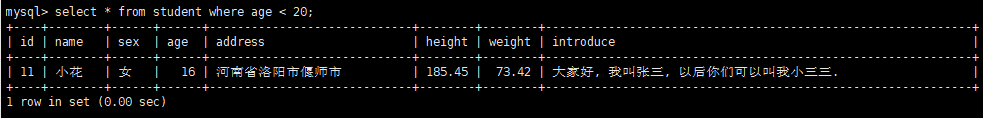 mysql> select * from student where age < 20;
| id | name | sex | age | address | height | weight | introduce |
| 11 | 小花 | 女 | 16 | 河南省洛阳市偃师市 | 185.45 | 73.42 | 大家好, 我叫张三, 以后你们可以叫我小三三. |
1 row in set (0.00 sec)